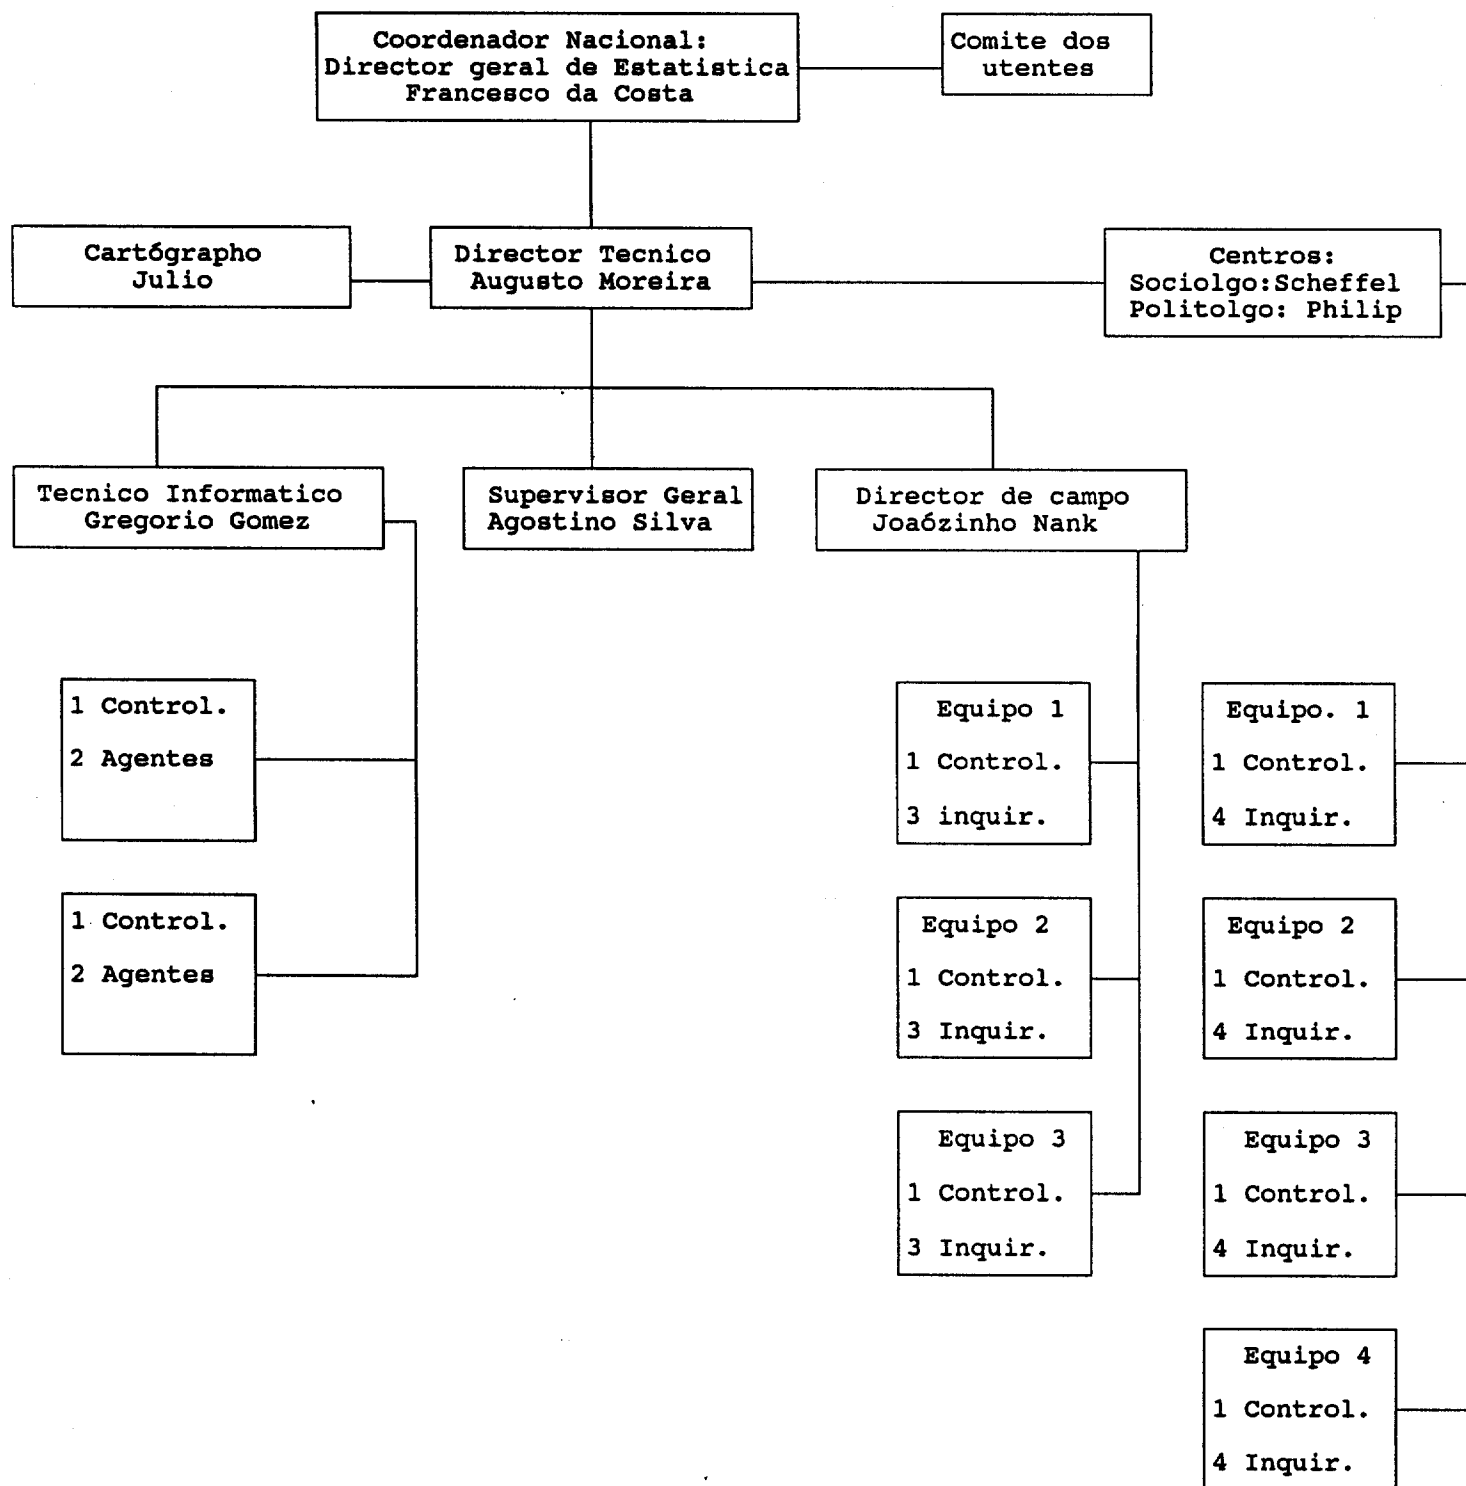 Coordenador Nacional:
Director geral de Estatistica
Francesco da Costa
Comite dos
utentes
Cartógrapho
Julio
Director Tecnico
Augusto Moreira
Centros:
Sociolgo:Scheffel
Politolgo: Philip
Tecnico Informatico
Gregorio Gomez
Supervisor Geral
Agostino Silva
Director de campo
Joaózinho Nank
1 Control.
2 Agentes
1 Control.
2 Agentes
Equipo 1
1 Control.
3 inquir.
Equipo 2
1 Control.
3 Inquir.
Equipo 3
1 Control.
3 Inquir.
Equipo. 1
1 Control.
4 Inquir.
Equipo 2
1 Control.
4 Inquir.
Equipo 3
1 Control.
4 Inquir.
Equipo 4
1 Control.
4 Inquir.